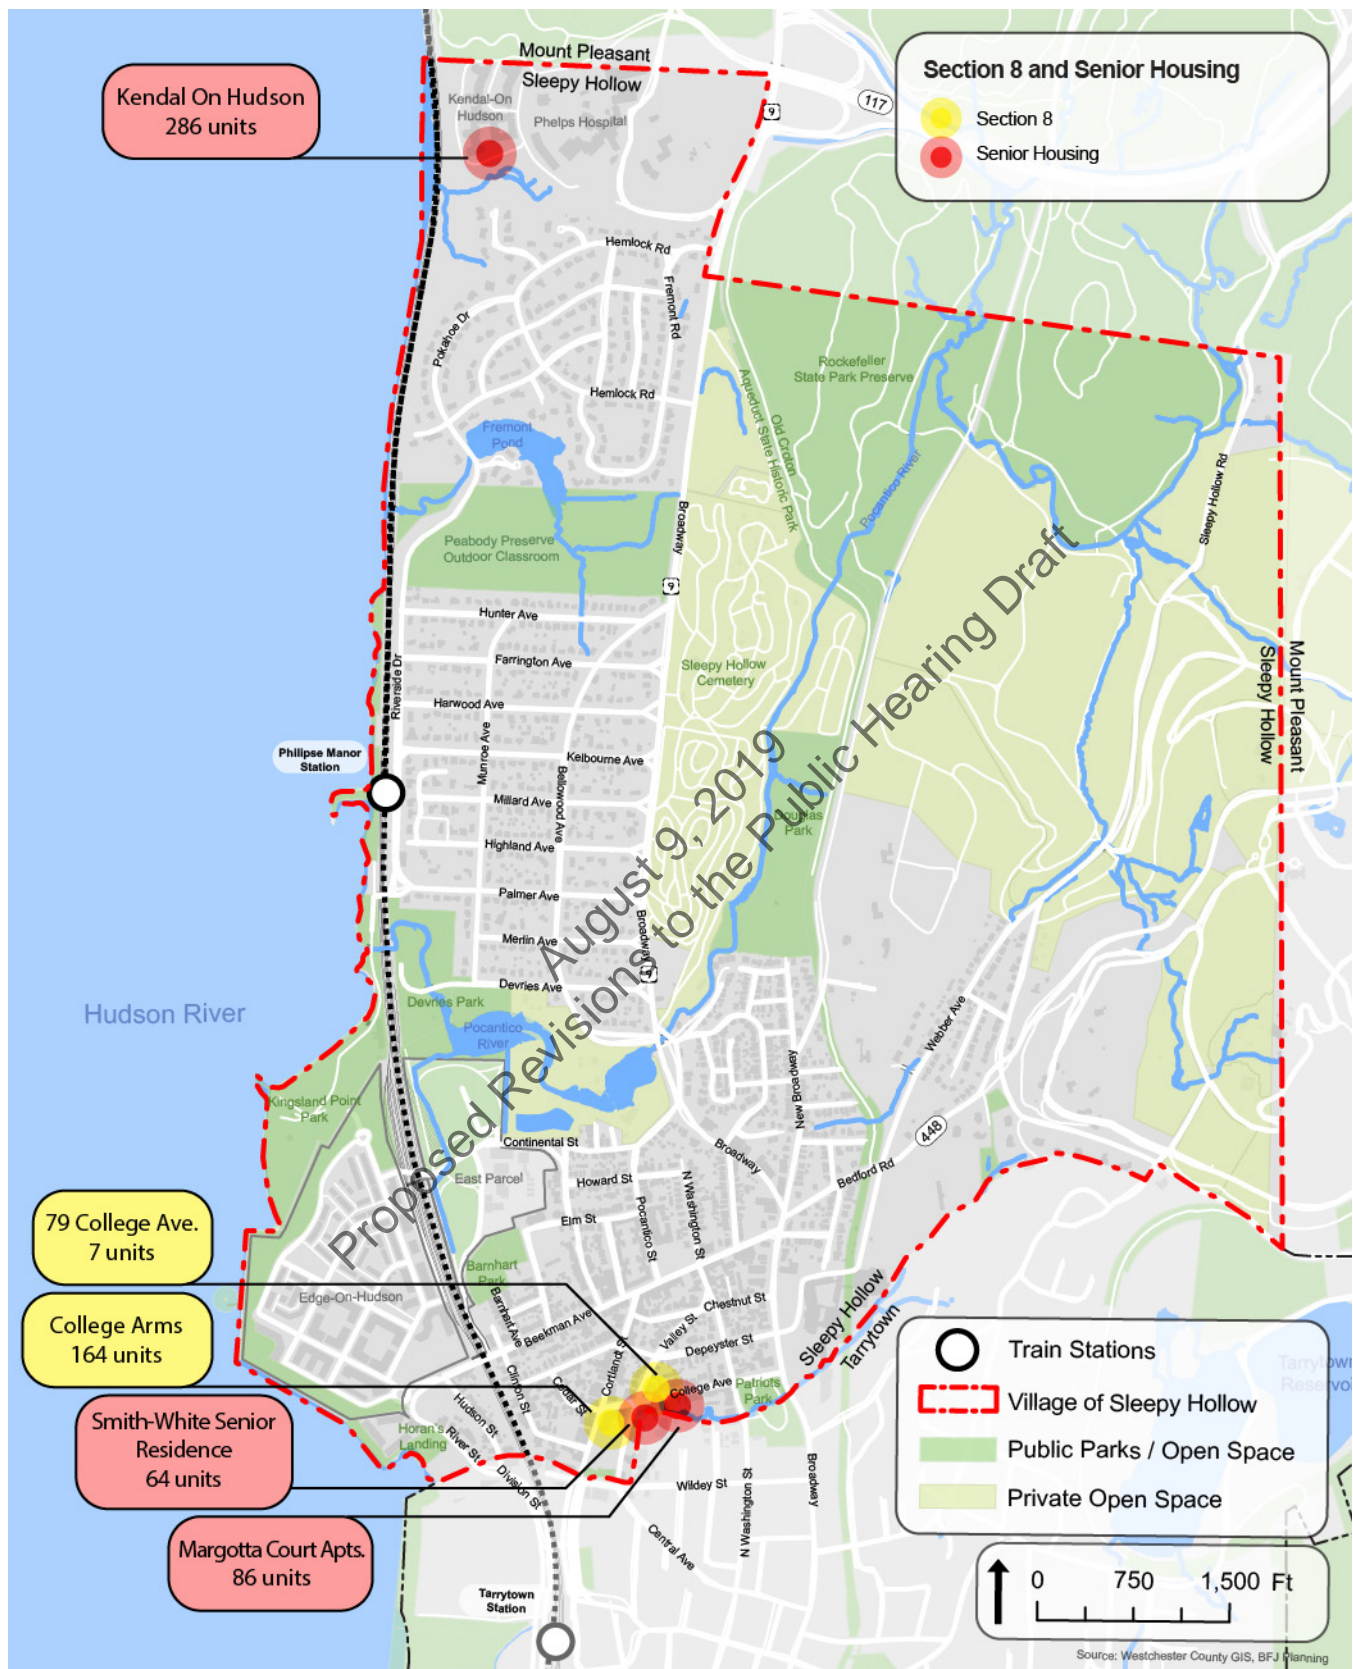 Mount Pleasant
Sleepy Hollow
Kendal On Hudson
286 units
Kendal-On
Hudson
Phelps Hospital
9
117
Section 8 and Senior Housing
Section 8
Senior Housing
Hemlock Rd
Fremont Rd
Pokahoe Dr
Hemlock Rd
Rockefeller
State Park Preserve
Old Croton
Aqueduct State Historic Park
Pocantico River
Sleepy Hollow Rd
Fremont
Pond
Broadway
9
Peabody Preserve
Outdoor Classroom
Hunter Ave
Farrington Ave
Sleepy Hollow
Cemetery
Riverside Dr
Harwood Ave
Munroe Ave
Kelbourne Ave
Bellowood Ave
Philipse Manor
Station
Millard Ave
Highland Ave
Palmer Ave
Merlin Ave
Devries Ave
Broadway
9
Douglas
Park
Mount Pleasant
Sleepy Hollow
August 9, 2019
Proposed Revisions to the Public Hearing Draft
Hudson River
Devries Park
Pocantico
River
Webber Ave
New Broadway
Kingsland Point
Park
Continental St
Broadway
448
Bedford Rd
East Parcel
Howard St
N Washington St
Elm St
Pocantico St
79 College Ave.
7 units
Barnhart
Park
Edge-On-Hudson
Barnhart Ave
Beekman Ave
Chestnut St
Valley St
Depeyster St
Sleepy Hollow
Tarrytown
College Arms
164 units
Cortland St
Clinton St
Cedar St
College Ave
Patriots
Park
Smith-White Senior
Residence
64 units
Horan's
Landing
Hudson St
River St
Division St
Wildey St
N Washington St
Broadway
Central Ave
Margotta Court Apts.
86 units
Tarrytown
Station
Tarrytown
Train Stations
Village of Sleepy Hollow
Public Parks / Open Space
Private Open Space
0 750 1,500 Ft
Source: Westchester County GIS, BFJ Planning